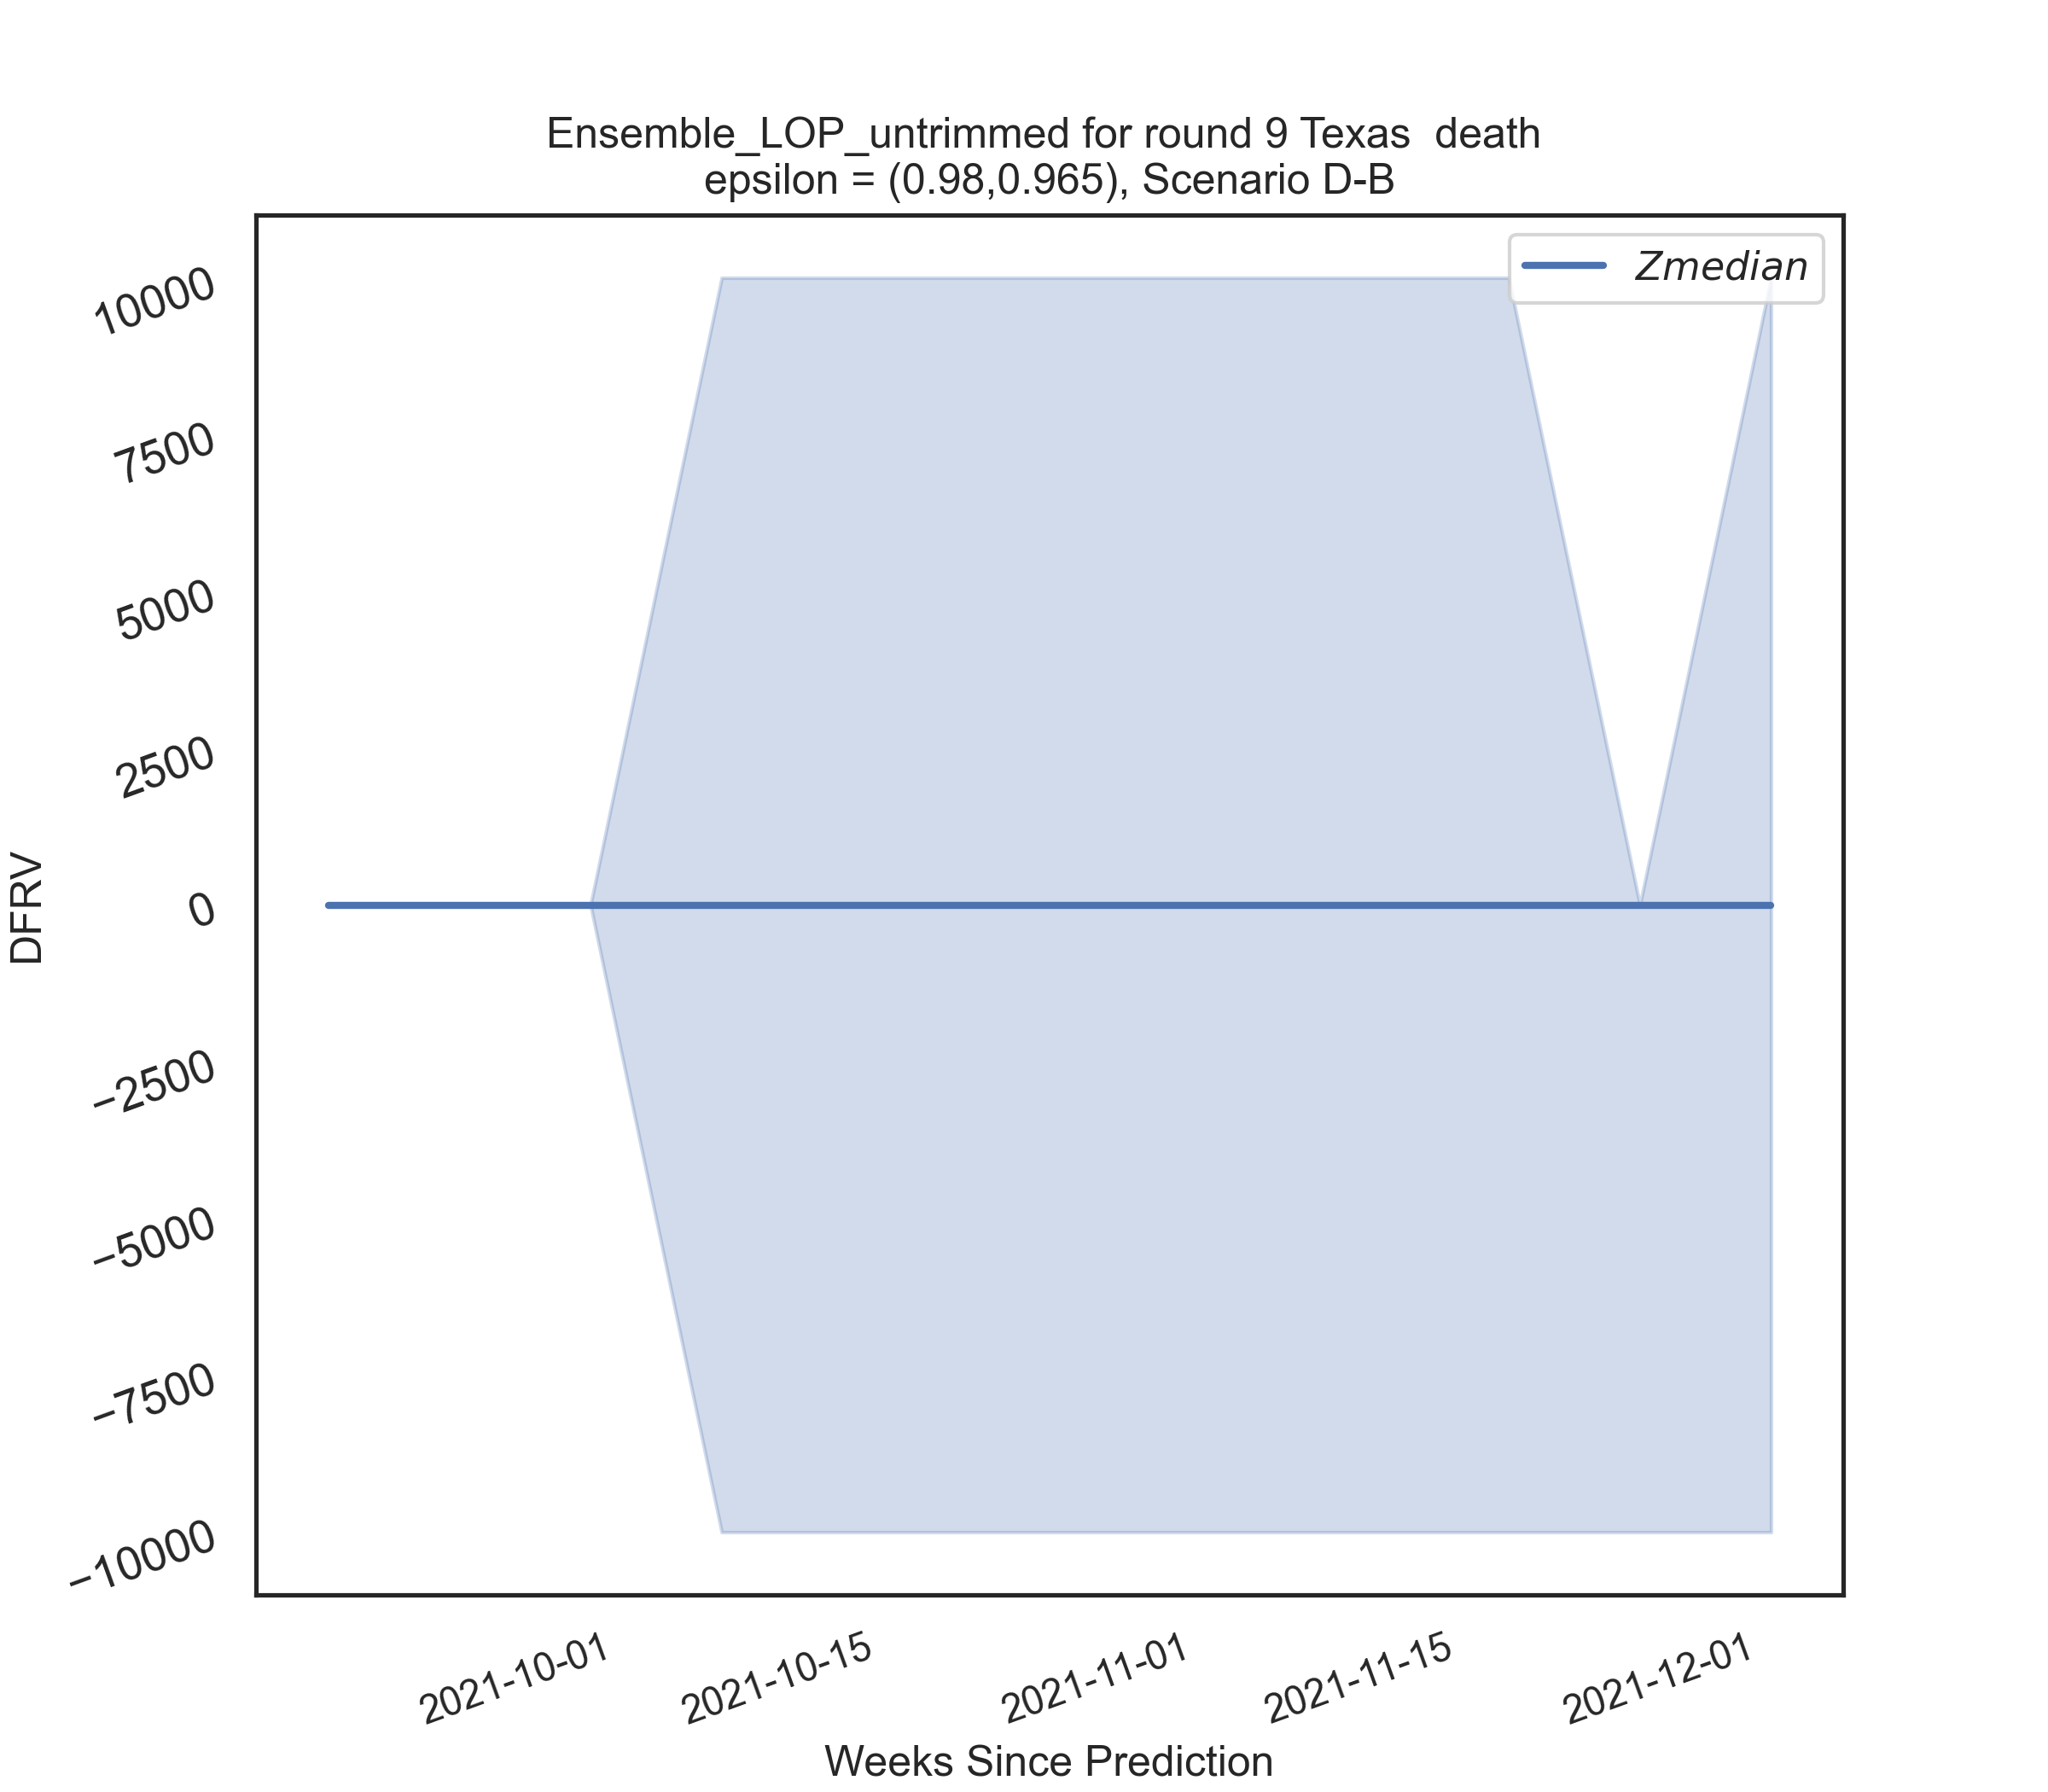 Ensemble_LOP_untrimmed for round 9 Texas  death
epsilon = (0.98,0.965), Scenario D-B
Zmedian
10000
7500
5000
2500
0
−2500
−5000
−7500
−10000
DFRV
2021-10-01
2021-10-15
2021-11-01
2021-11-15
2021-12-01
Weeks Since Prediction